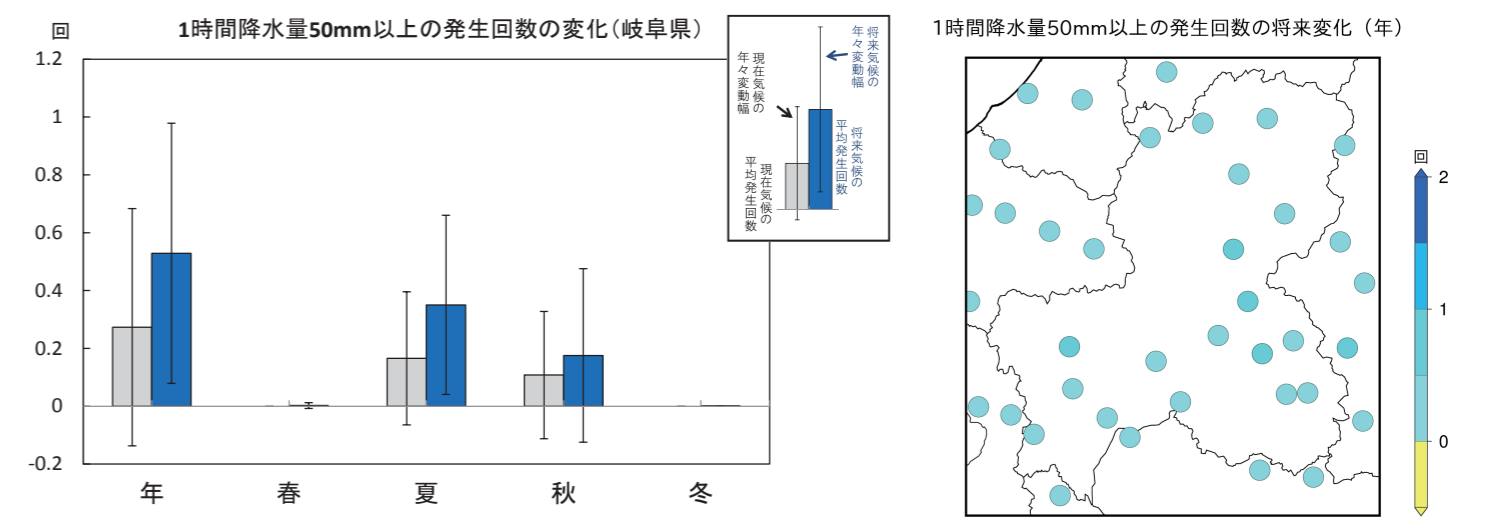 回
1時間降水量50mm以上の発生回数の変化（岐阜県）
1.2
1
0.8
0.6
0.4
0.2
0
-0.2
年
春
夏
秋
冬
将来気候の
年々変動幅
現在気候の
年々変動幅
将来気候の
平均発生回数
現在気候の
平均発生回数
1時間降水量50mm以上の発生回数の将来変化（年）
回
2
1
0